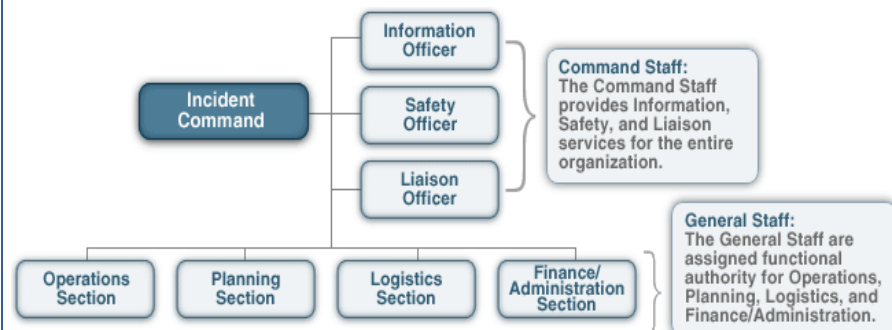 Information
Officer
Incident
Command
Safety
Officer
Liaison
Officer
Command Staff:
The Command Staff
provides Information,
Safety, and Liaison
services for the entire
organization.
Operations
Section
Planning
Section
Logistics
Section
Finance/
Administration
Section
General Staff:
The General Staff are
assigned functional
authority for Operations,
Planning, Logistics, and
Finance/Administration.